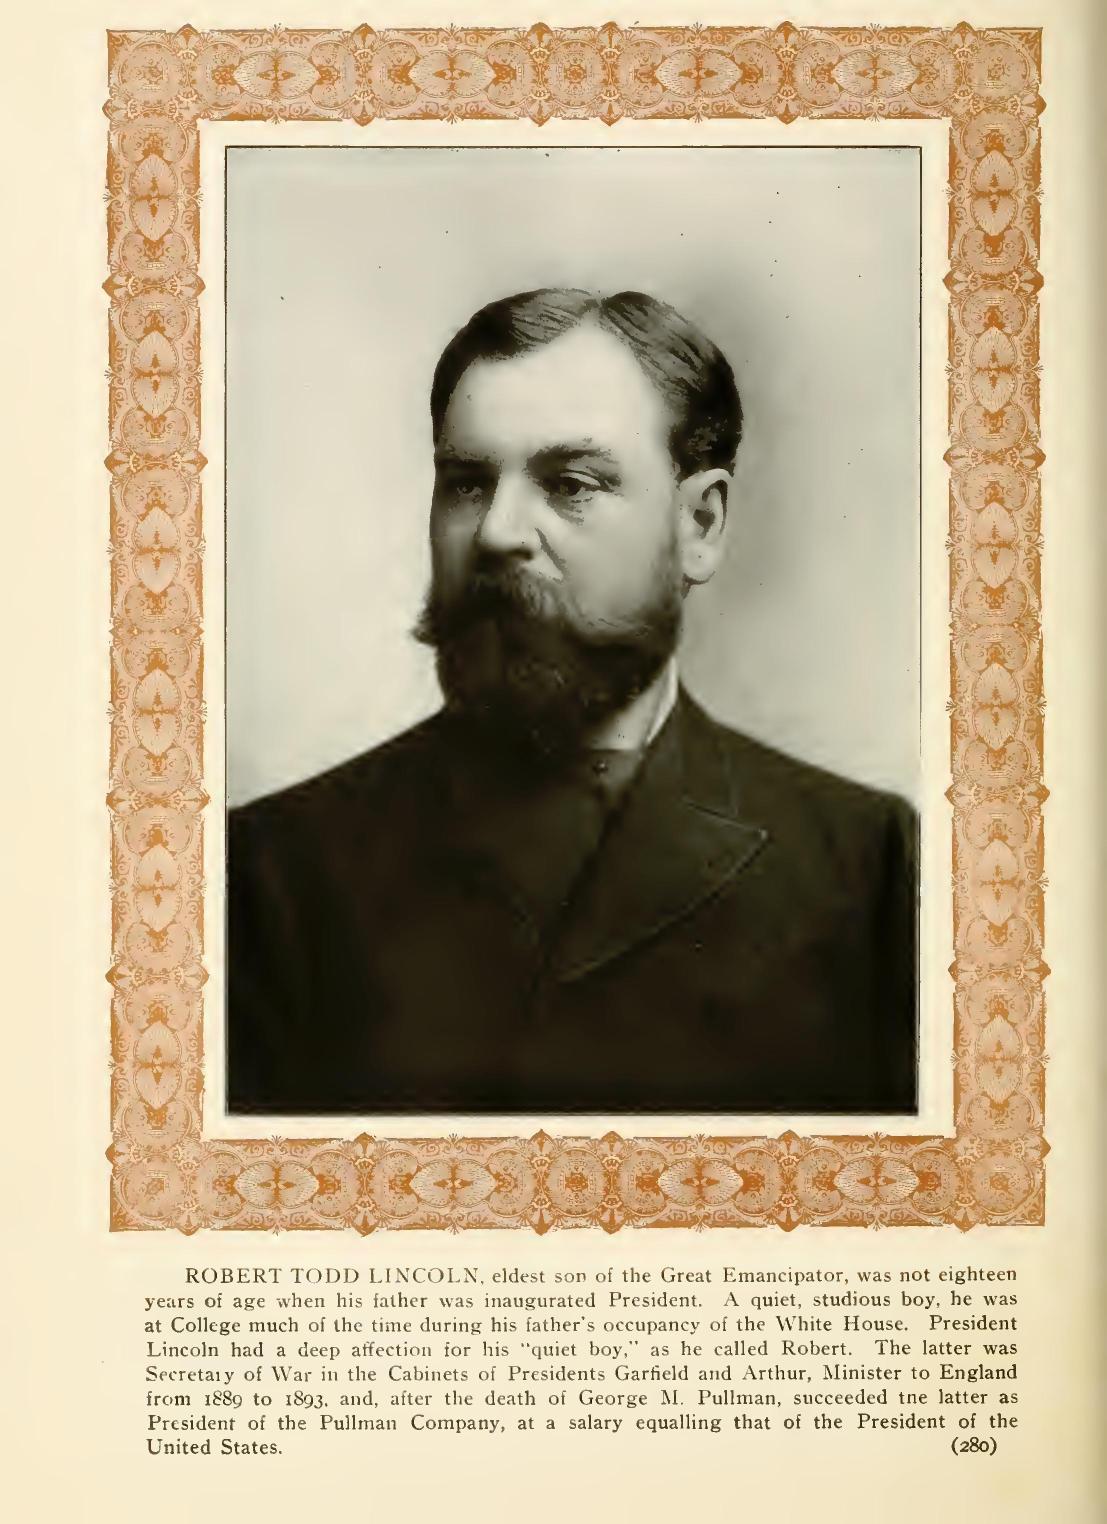 ROBERT TODD LINCOLN, eldest son of the Great Emancipator, was not eighteen
years of age when his father was inaugurated President. A quiet, studious boy, he was
at College much of the time during his father's occupancy of the White House. President
Lincoln had a deep affection for his "quiet boy," as he called Robert. The latter was
Secretary of War in the Cabinets of Presidents Garfield and Arthur, Minister to England
from 1889 to 1893, and, after the death of George M. Pullman, succeeded tne latter as
President of the Pullman Company, at a salary equalling that of the President of the
United States. (280)